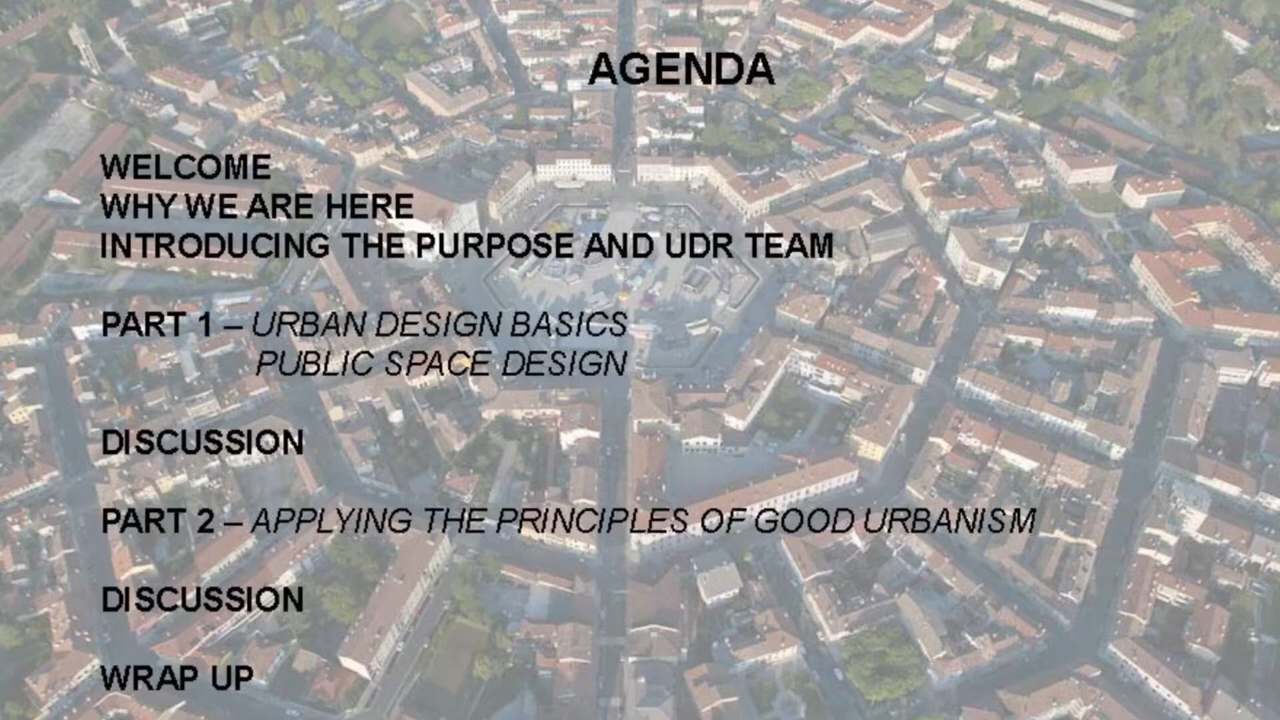 AGENDA
WELCOME
WHY WE ARE HERE
INTRODUCING THE PURPOSE AND UDR TEAM
PART 1 – URBAN DESIGN BASICS
PUBLIC SPACE DESIGN
DISCUSSION
PART 2 – APPLYING THE PRINCIPLES OF GOOD URBANISM
DISCUSSION
WRAP UP